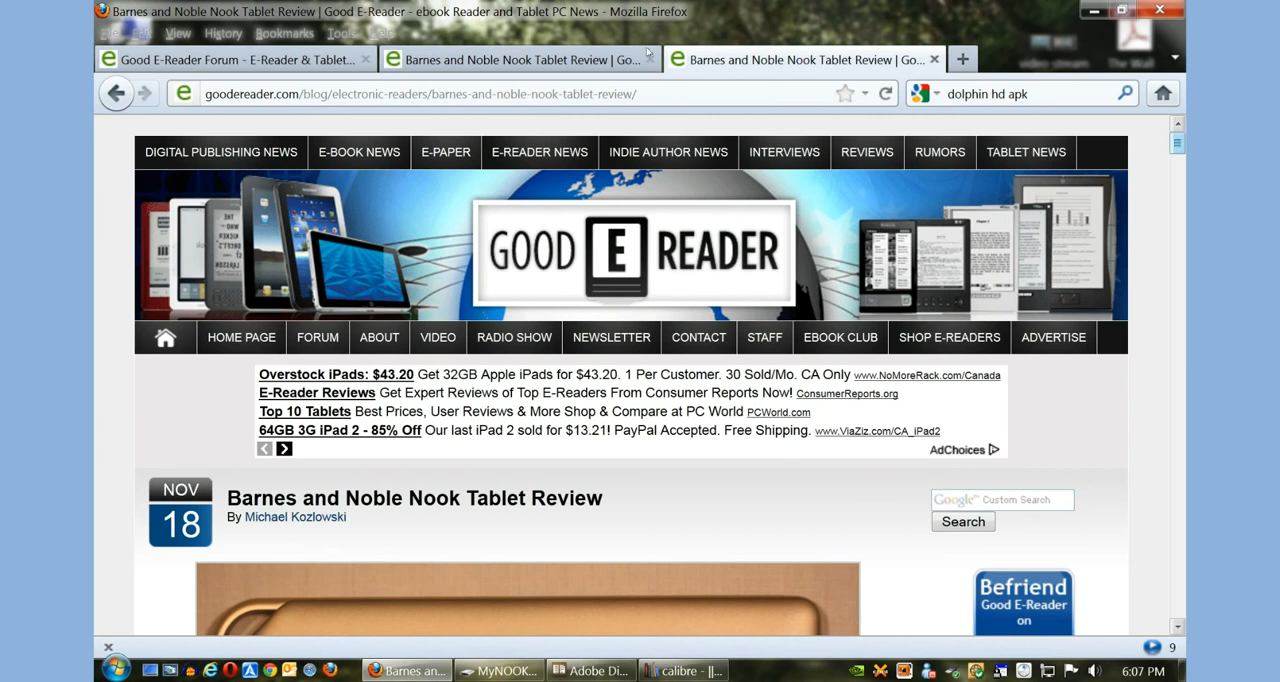 Barnes and Noble Nook Tablet Review | Good E-Reader - ebook Reader and Tablet PC News - Mozilla Firefox
File Edit View History Bookmarks Tools Help
Good E-Reader Forum - E-Reader & Tablet...
Barnes and Noble Nook Tablet Review | Go...
Barnes and Noble Nook Tablet Review | Go...
goodereader.com/blog/electronic-readers/barnes-and-noble-nook-tablet-review/
dolphin hd apk
DIGITAL PUBLISHING NEWS E-BOOK NEWS E-PAPER E-READER NEWS INDIE AUTHOR NEWS INTERVIEWS REVIEWS RUMORS TABLET NEWS
GOOD E READER
HOME PAGE FORUM ABOUT VIDEO RADIO SHOW NEWSLETTER CONTACT STAFF EBOOK CLUB SHOP E-READERS ADVERTISE
Overstock iPads: $43.20 Get 32GB Apple iPads for $43.20. 1 Per Customer. 30 Sold/Mo. CA Only www.NoMoreRack.com/Canada
E-Reader Reviews Get Expert Reviews of Top E-Readers From Consumer Reports Now! ConsumerReports.org
Top 10 Tablets Best Prices, User Reviews & More Shop & Compare at PC World PCWorld.com
64GB 3G iPad 2 - 85% Off Our last iPad 2 sold for $13.21! PayPal Accepted. Free Shipping. www.ViaZiz.com/CA_iPad2
AdChoices
NOV
18
Barnes and Noble Nook Tablet Review
By Michael Kozlowski
Google™ Custom Search
Search
Befriend
Good E-Reader
on
9
Barnes an... MyNOOK... Adobe Di... calibre - ||...
6:07 PM